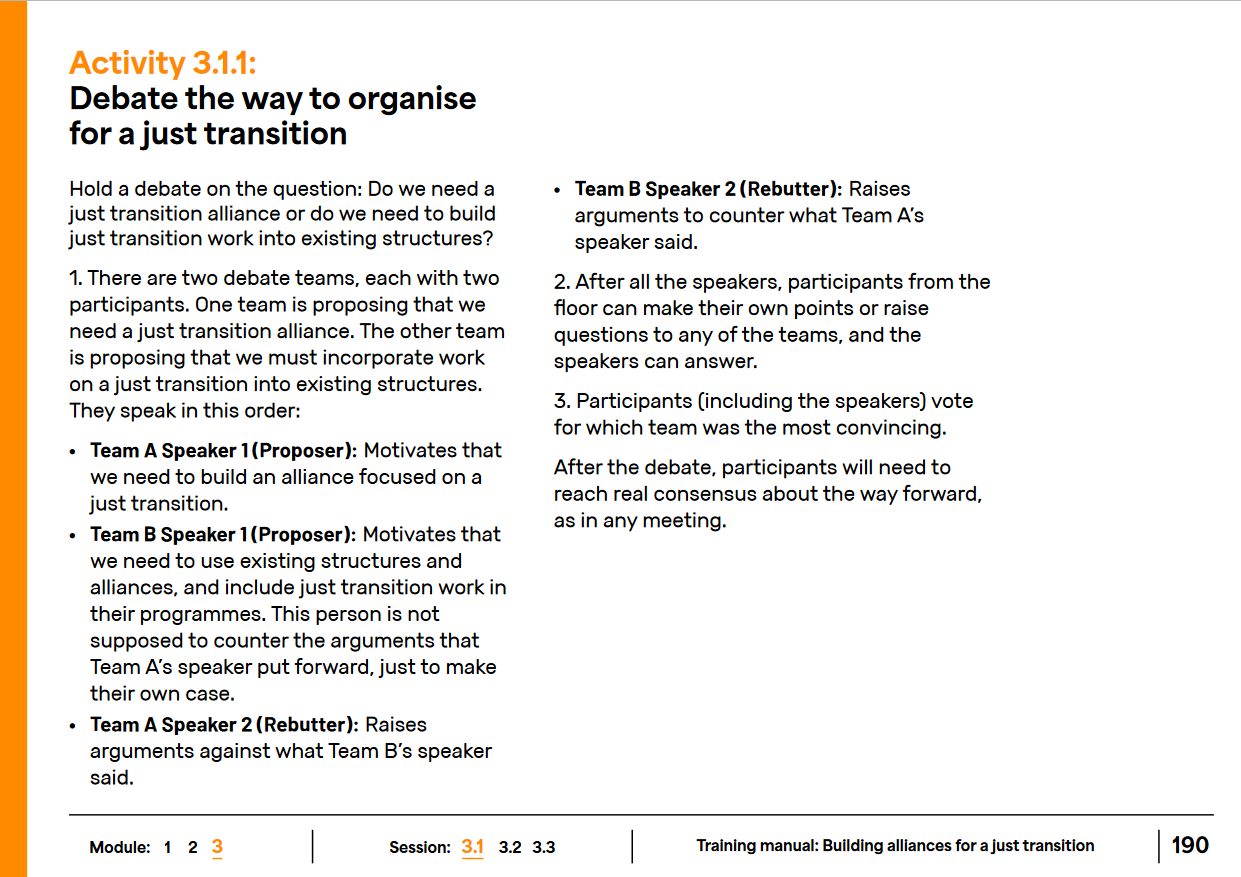 Activity 3.1.1:
Debate the way to organise
for a just transition
Hold a debate on the question: Do we need a
just transition alliance or do we need to build
just transition work into existing structures?
1. There are two debate teams, each with two
participants. One team is proposing that we
need a just transition alliance. The other team
is proposing that we must incorporate work
on a just transition into existing structures.
They speak in this order:
• Team A Speaker 1 (Proposer): Motivates that
we need to build an alliance focused on a
just transition.
• Team B Speaker 1 (Proposer): Motivates that
we need to use existing structures and
alliances, and include just transition work in
their programmes. This person is not
supposed to counter the arguments that
Team A’s speaker put forward, just to make
their own case.
• Team A Speaker 2 (Rebutter): Raises
arguments against what Team B’s speaker
said.
• Team B Speaker 2 (Rebutter): Raises
arguments to counter what Team A’s
speaker said.
2. After all the speakers, participants from the
floor can make their own points or raise
questions to any of the teams, and the
speakers can answer.
3. Participants (including the speakers) vote
for which team was the most convincing.
After the debate, participants will need to
reach real consensus about the way forward,
as in any meeting.
Module: 1 2 3
Session: 3.1 3.2 3.3
Training manual: Building alliances for a just transition
190